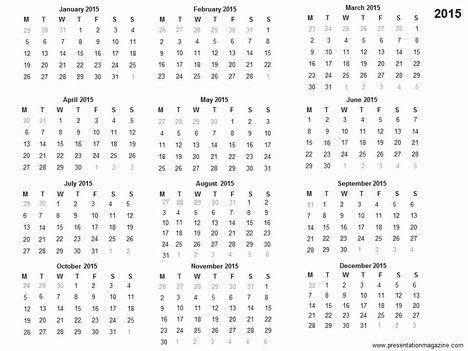 2015
January 2015
M T W T F S S
29 30 31 1 2 3 4
5 6 7 8 9 10 11
12 13 14 15 16 17 18
19 20 21 22 23 24 25
26 27 28 29 30 31 1
February 2015
M T W T F S S
26 27 28 29 30 31 1
2 3 4 5 6 7 8
9 10 11 12 13 14 15
16 17 18 19 20 21 22
23 24 25 26 27 28 1
March 2015
M T W T F S S
23 24 25 26 27 28 1
2 3 4 5 6 7 8
9 10 11 12 13 14 15
16 17 18 19 20 21 22
23 24 25 26 27 28 29
30 31 1 2 3 4 5
April 2015
M T W T F S S
30 31 1 2 3 4 5
6 7 8 9 10 11 12
13 14 15 16 17 18 19
20 21 22 23 24 25 26
27 28 29 30 1 2 3
May 2015
M T W T F S S
27 28 29 30 1 2 3
4 5 6 7 8 9 10
11 12 13 14 15 16 17
18 19 20 21 22 23 24
25 26 27 28 29 30 31
June 2015
M T W T F S S
1 2 3 4 5 6 7
8 9 10 11 12 13 14
15 16 17 18 19 20 21
22 23 24 25 26 27 28
29 30 1 2 3 4 5
July 2015
M T W T F S S
29 30 1 2 3 4 5
6 7 8 9 10 11 12
13 14 15 16 17 18 19
20 21 22 23 24 25 26
27 28 29 30 31 1 2
August 2015
M T W T F S S
27 28 29 30 31 1 2
3 4 5 6 7 8 9
10 11 12 13 14 15 16
17 18 19 20 21 22 23
24 25 26 27 28 29 30
31 1 2 3 4 5 6
September 2015
M T W T F S S
31 1 2 3 4 5 6
7 8 9 10 11 12 13
14 15 16 17 18 19 20
21 22 23 24 25 26 27
28 29 30 1 2 3 4
October 2015
M T W T F S S
28 29 30 1 2 3 4
5 6 7 8 9 10 11
12 13 14 15 16 17 18
19 20 21 22 23 24 25
26 27 28 29 30 31 1
November 2015
M T W T F S S
26 27 28 29 30 31 1
2 3 4 5 6 7 8
9 10 11 12 13 14 15
16 17 18 19 20 21 22
23 24 25 26 27 28 29
30 1 2 3 4 5 6
December 2015
M T W T F S S
30 1 2 3 4 5 6
7 8 9 10 11 12 13
14 15 16 17 18 19 20
21 22 23 24 25 26 27
28 29 30 31 1 2 3
www.presentationmagazine.com